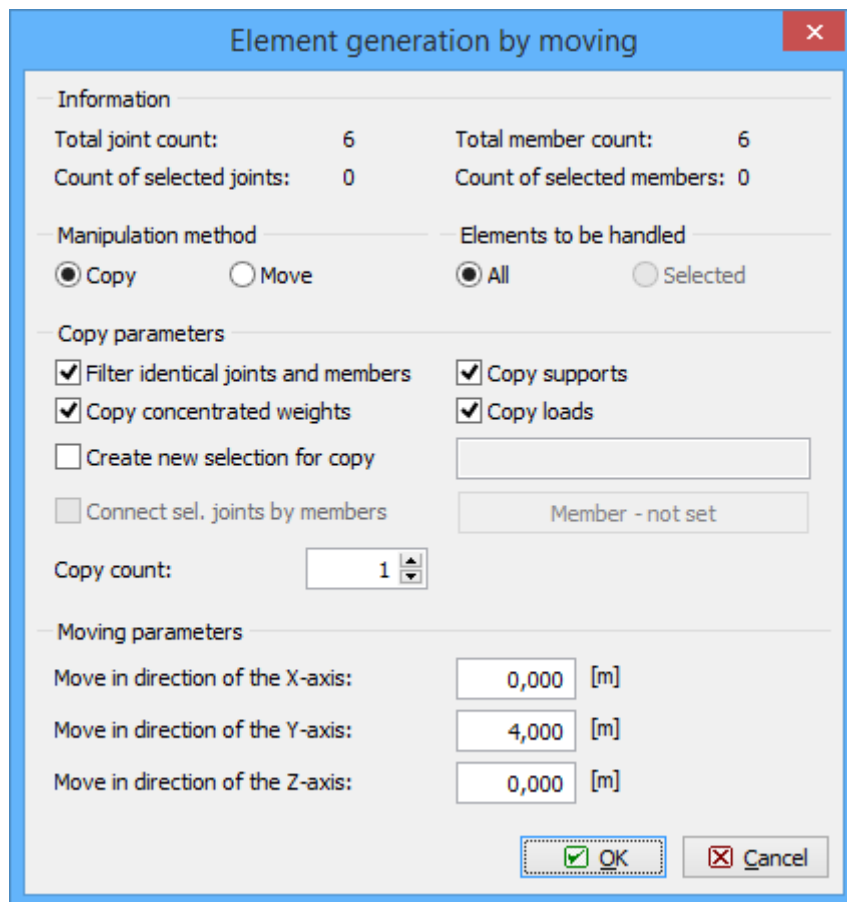 Element generation by moving
Information
Total joint count: 6 Total member count: 6
Count of selected joints: 0 Count of selected members: 0
Manipulation method Elements to be handled
Copy Move All Selected
Copy parameters
Filter identical joints and members Copy supports
Copy concentrated weights Copy loads
Create new selection for copy
Connect sel. joints by members Member - not set
Copy count: 1
Moving parameters
Move in direction of the X-axis: 0,000 [m]
Move in direction of the Y-axis: 4,000 [m]
Move in direction of the Z-axis: 0,000 [m]
OK Cancel